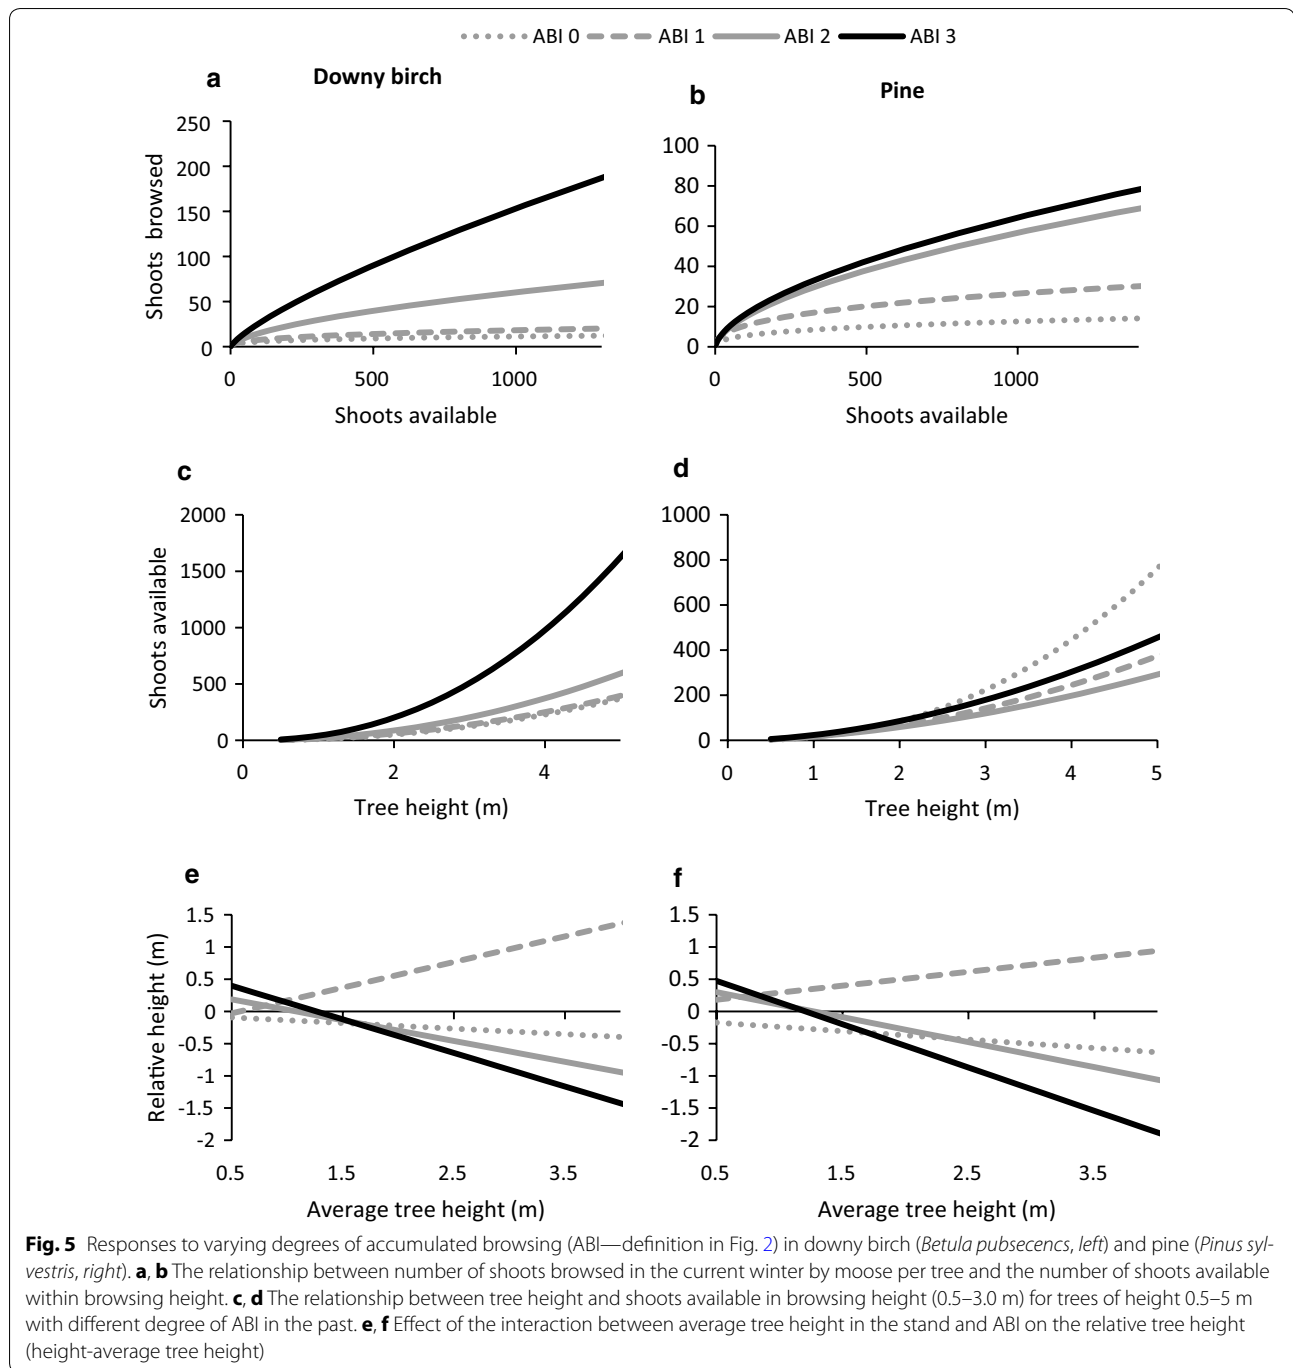 ABI 0 ABI 1 ABI 2 ABI 3
a Downy birch
b Pine
Shoots browsed
250
200
150
100
50
0
0 500 1000
Shoots available
100
80
60
40
20
0
0 500 1000
Shoots available
c
Shoots available
2000
1500
1000
500
0
0 2 4
Tree height (m)
d
1000
800
600
400
200
0
0 1 2 3 4 5
Tree height (m)
e
Relative height (m)
1.5
1
0.5
0
-0.5
-1
-1.5
-2
0.5 1.5 2.5 3.5
Average tree height (m)
f
1.5
1
0.5
0
-0.5
-1
-1.5
-2
0.5 1.5 2.5 3.5
Average tree height (m)
Fig. 5 Responses to varying degrees of accumulated browsing (ABI—definition in Fig. 2) in downy birch (Betula pubsecencs, left) and pine (Pinus syl-
vestris, right). a, b The relationship between number of shoots browsed in the current winter by moose per tree and the number of shoots available
within browsing height. c, d The relationship between tree height and shoots available in browsing height (0.5–3.0 m) for trees of height 0.5–5 m
with different degree of ABI in the past. e, f Effect of the interaction between average tree height in the stand and ABI on the relative tree height
(height-average tree height)